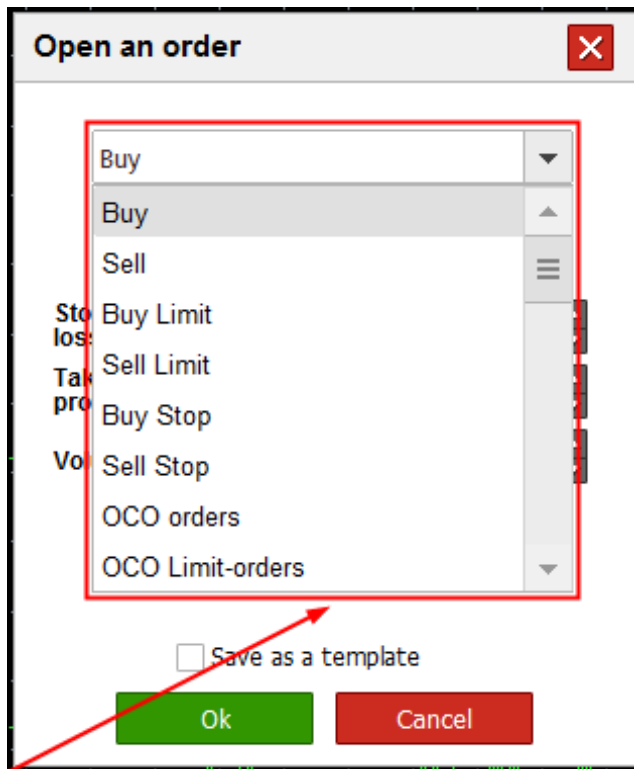 Open an order
Buy
Buy
Sell
Buy Limit
Sell Limit
Buy Stop
Sell Stop
OCO orders
OCO Limit-orders
Save as a template
Ok
Cancel